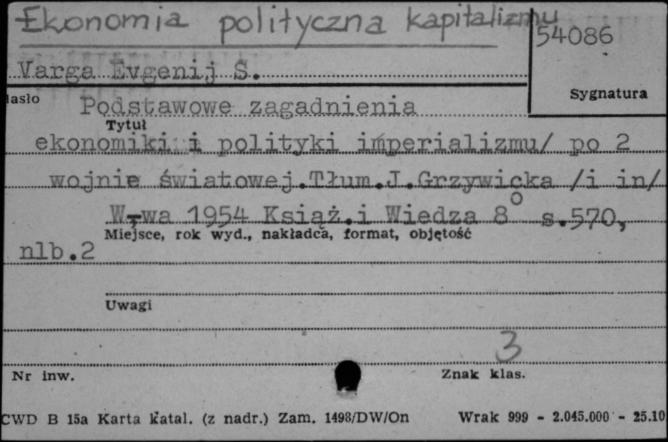 Ekonomia polityczna kapitalizmu
54086
Varga Evgenij S.
Sygnatura
asło
Podstawowe zagadnienia
Tytuł
ekonomiki i polityki imperializmu/ po 2
wojnie światowej.Tłum.J.Grzywicka /i in/
W-wa 1954 Książ.i Wiedza 8° s.570,
Miejsce, rok wyd., nakładca, format, objętość
nlb.2
Uwagi
3
Nr inw.
Znak klas.
CWD B 15a Karta katal. (z nadr.) Zam. 1498/DW/On Wrak 999 - 2.045.000 - 25.10